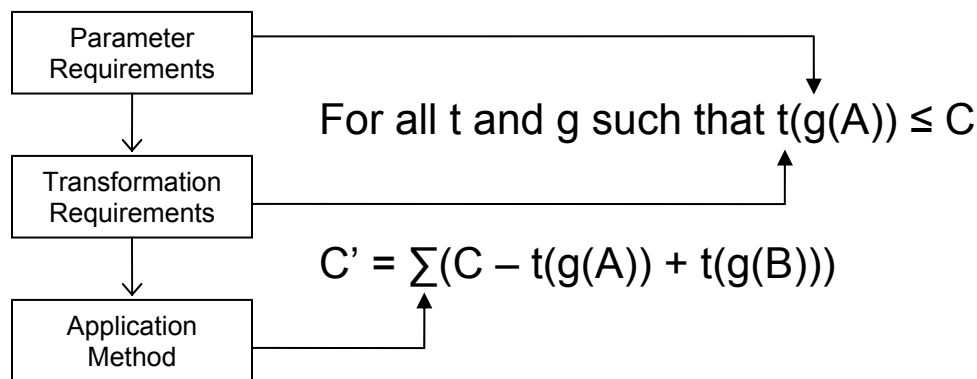 Parameter
Requirements
For all t and g such that t(g(A)) ≤ C
Transformation
Requirements
C’ = ∑(C – t(g(A)) + t(g(B)))
Application
Method